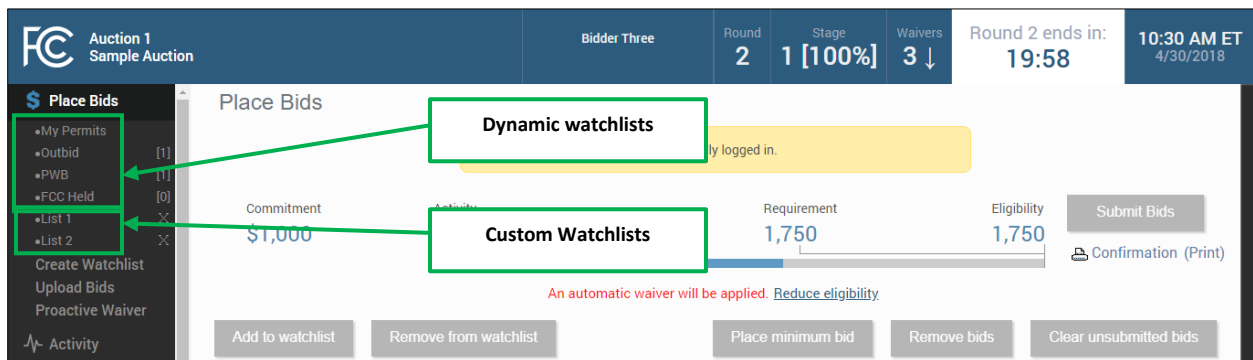 FCC
Auction 1
Sample Auction
Bidder Three
Round
2
Stage
1 [100%]
Waivers
3 ↓
Round 2 ends in:
19:58
10:30 AM ET
4/30/2018
$ Place Bids
•My Permits
•Outbid [1]
•PWB [1]
•FCC Held [0]
•List 1 X
•List 2 X
Create Watchlist
Upload Bids
Proactive Waiver
Activity
Place Bids
Dynamic watchlists
logged in.
Commitment
$1,000
Custom Watchlists
Requirement
1,750
Eligibility
1,750
Submit Bids
Confirmation (Print)
An automatic waiver will be applied. Reduce eligibility
Add to watchlist
Remove from watchlist
Place minimum bid
Remove bids
Clear unsubmitted bids